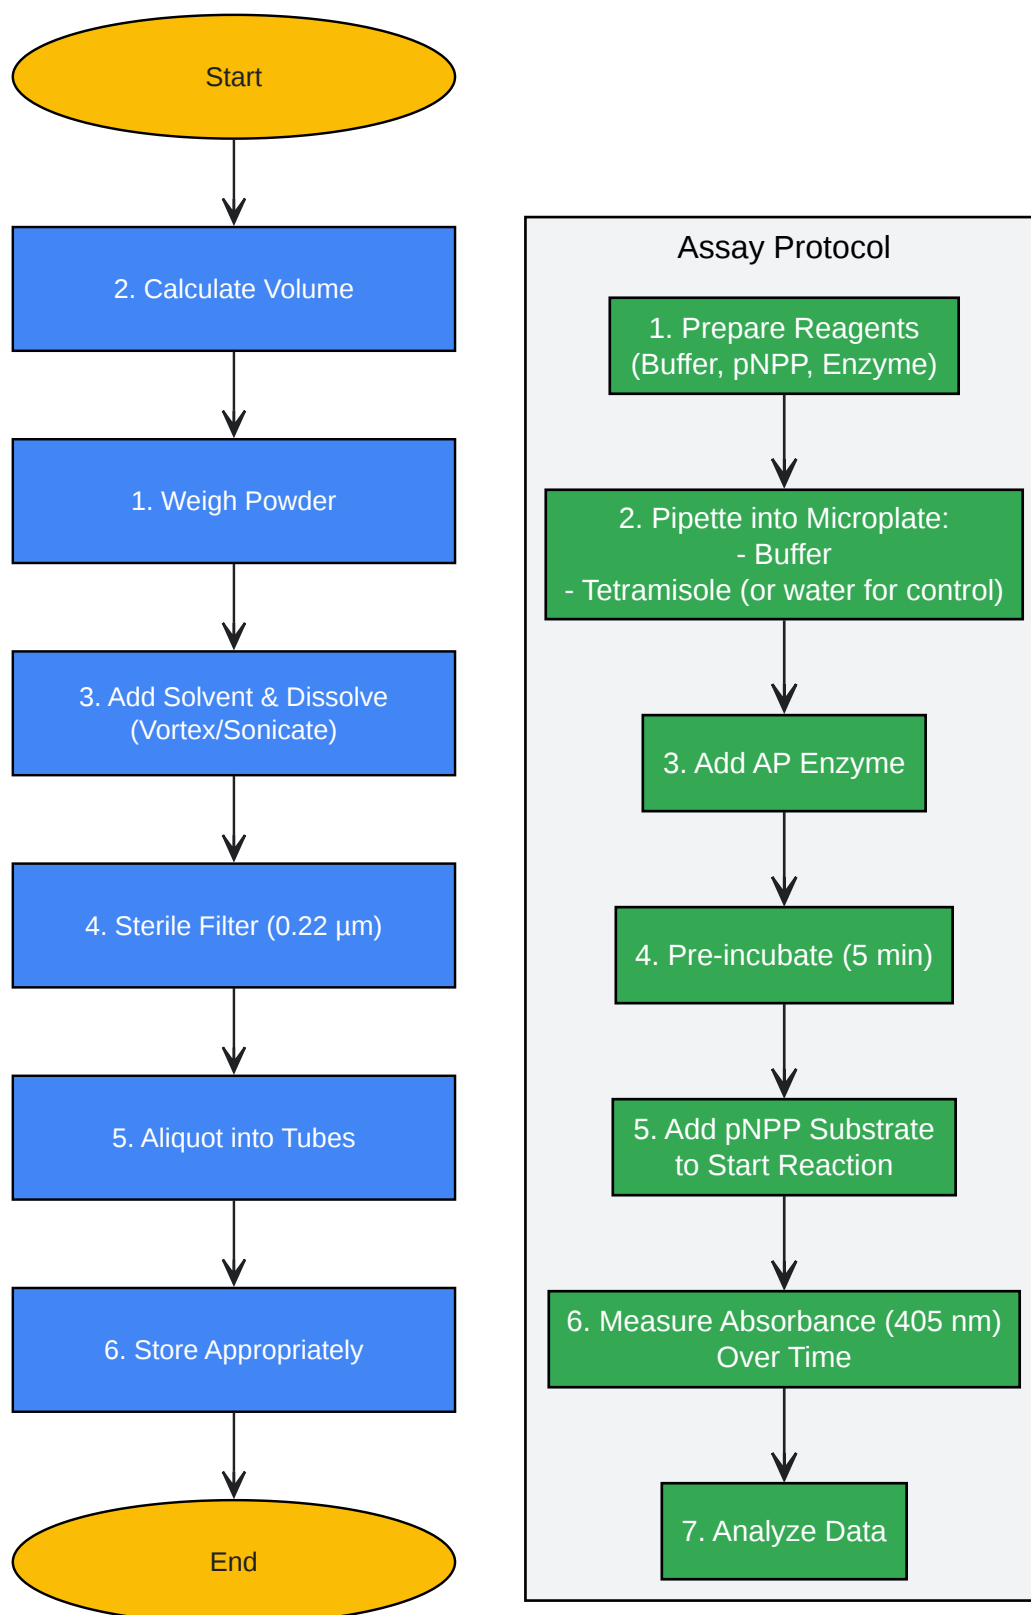 Start
2. Calculate Volume
1. Weigh Powder
3. Add Solvent & Dissolve
(Vortex/Sonicate)
4. Sterile Filter (0.22 µm)
5. Aliquot into Tubes
6. Store Appropriately
End
Assay Protocol
1. Prepare Reagents
(Buffer, pNPP, Enzyme)
2. Pipette into Microplate:
- Buffer
- Tetramisole (or water for control)
3. Add AP Enzyme
4. Pre-incubate (5 min)
5. Add pNPP Substrate
to Start Reaction
6. Measure Absorbance (405 nm)
Over Time
7. Analyze Data